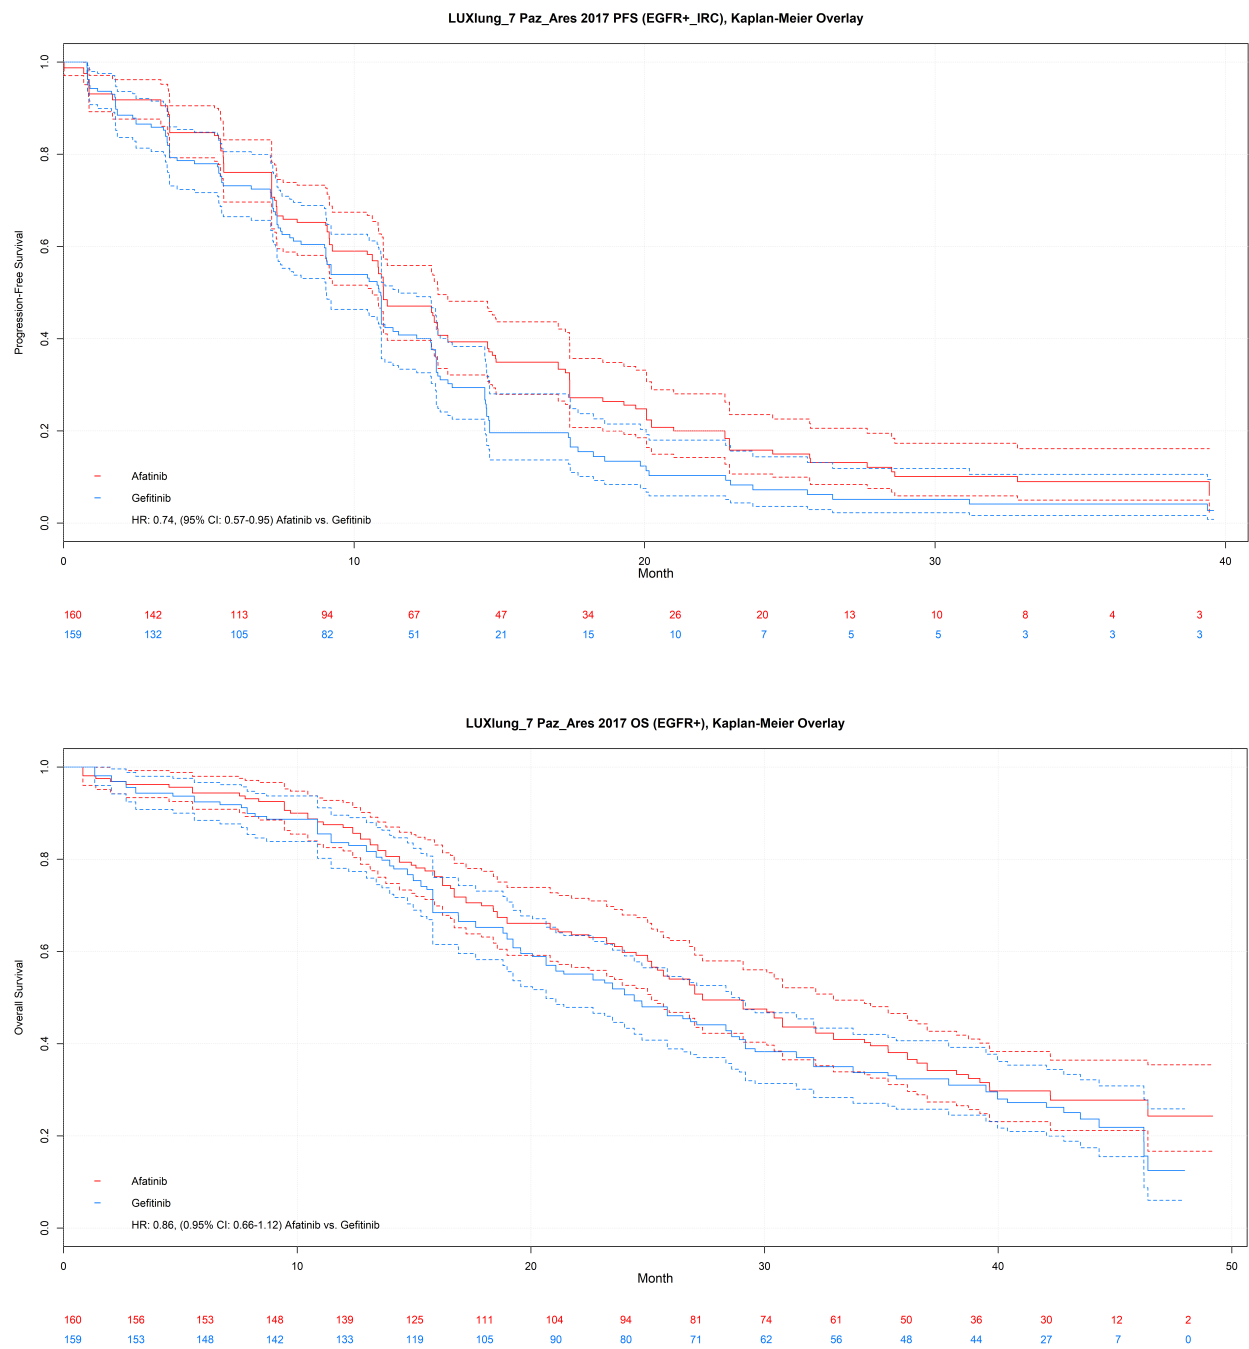 LUXlung_7 Paz_Ares 2017 PFS (EGFR+_IRC), Kaplan-Meier Overlay
1.0
0.8
0.6
0.4
0.2
0.0
Progression-Free Survival
Afatinib
Gefitinib
HR: 0.74, (95% CI: 0.57-0.95) Afatinib vs. Gefitinib
0 10 20 30 40
Month
160 142 113 94 67 47 34 26 20 13 10 8 4 3
159 132 105 82 51 21 15 10 7 5 5 3 3 3
LUXlung_7 Paz_Ares 2017 OS (EGFR+), Kaplan-Meier Overlay
1.0
0.8
0.6
0.4
0.2
0.0
Overall Survival
Afatinib
Gefitinib
HR: 0.86, (0.95% CI: 0.66-1.12) Afatinib vs. Gefitinib
0 10 20 30 40 50
Month
160 156 153 148 139 125 111 104 94 81 74 61 50 36 30 12 2
159 153 148 142 133 119 105 90 80 71 62 56 48 44 27 7 0